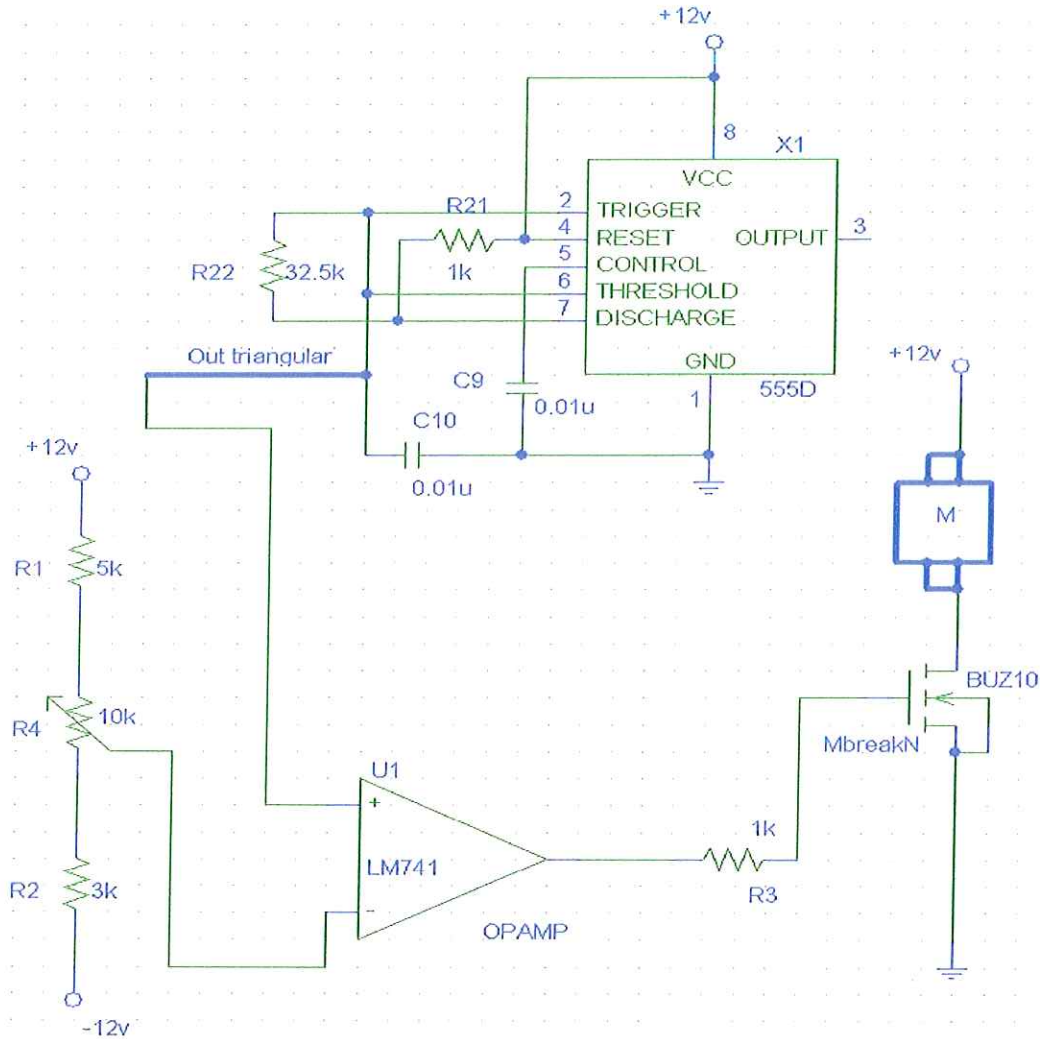 +12v
8
X1
VCC
R21
2
TRIGGER
4
RESET
OUTPUT
3
R22
32.5k
1k
5
CONTROL
6
THRESHOLD
7
DISCHARGE
Out triangular
GND
+12v
C9
0.01u
1
555D
C10
0.01u
+12v
M
R1
5k
R4
10k
BUZ10
MbreakN
U1
+
LM741
1k
R3
R2
3k
-
OPAMP
-12v